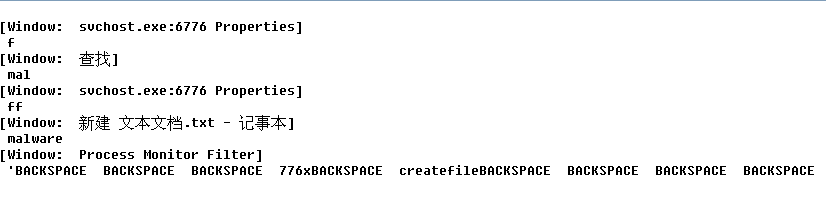 [Window:  svchost.exe:6776 Properties]
f
[Window:  查找]
mal
[Window:  svchost.exe:6776 Properties]
ff
[Window:  新建 文本文档.txt - 记事本]
malware
[Window:  Process Monitor Filter]
'BACKSPACE  BACKSPACE  BACKSPACE  776xBACKSPACE  createfileBACKSPACE  BACKSPACE  BACKSPACE  BACKSPACE